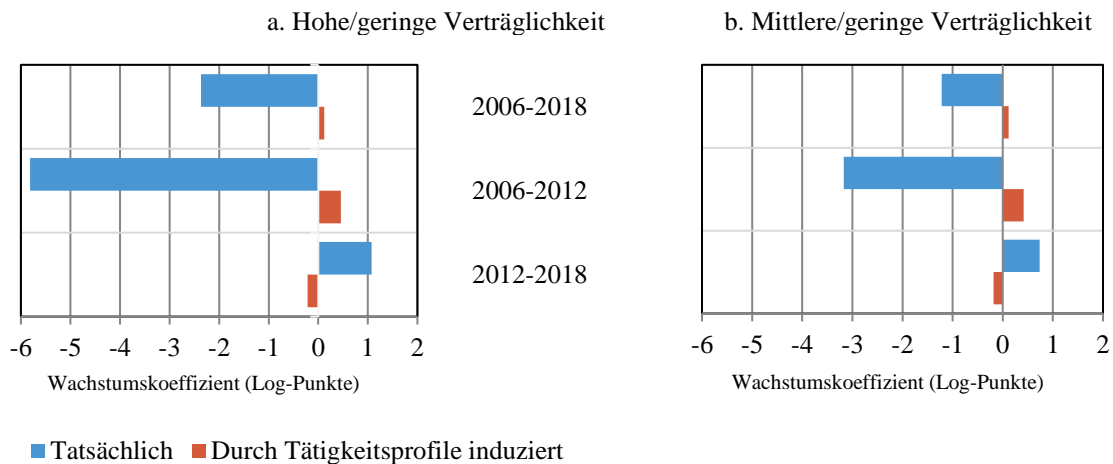 a. Hohe/geringe Verträglichkeit
b. Mittlere/geringe Verträglichkeit
2006-2018
2006-2012
2012-2018
-6 -5 -4 -3 -2 -1 0 1 2
-6 -5 -4 -3 -2 -1 0 1 2
Wachstumskoeffizient (Log-Punkte)
Wachstumskoeffizient (Log-Punkte)
Tatsächlich Durch Tätigkeitsprofile induziert